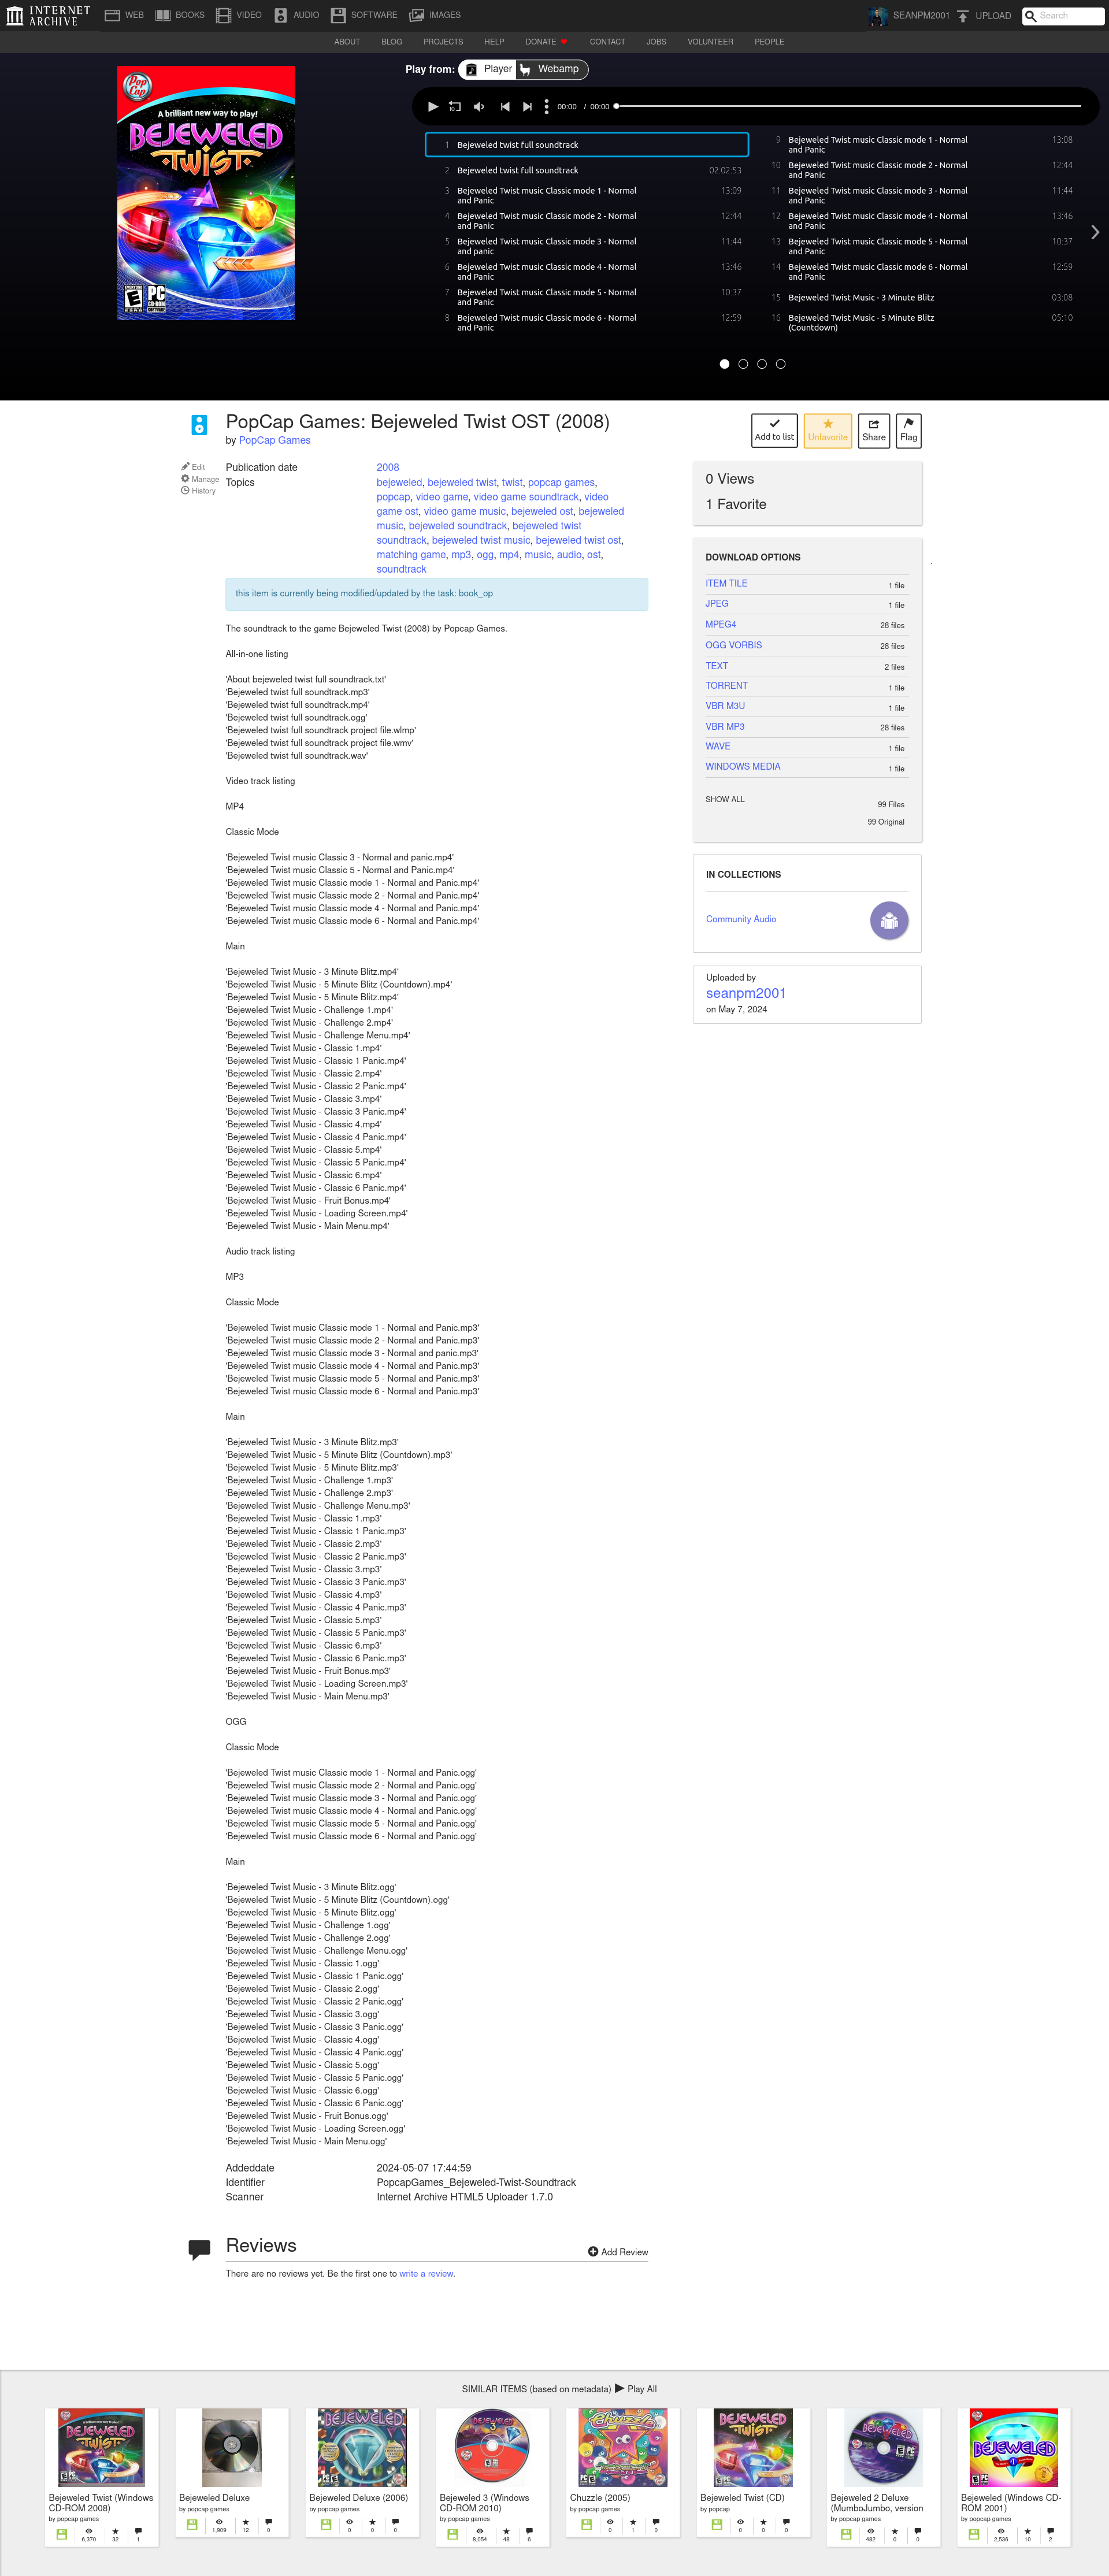 INTERNET ARCHIVE
WEB BOOKS VIDEO AUDIO SOFTWARE IMAGES
SEANPM2001 UPLOAD Search
ABOUT BLOG PROJECTS HELP DONATE CONTACT JOBS VOLUNTEER PEOPLE
Play from: Player Webamp
PopCap
A brilliant new way to play!
BEJEWELED
TWIST
E PC
CD-ROM
SOFTWARE
00:00 / 00:00
1 Bejeweled twist full soundtrack
2 Bejeweled twist full soundtrack 02:02:53
3 Bejeweled Twist music Classic mode 1 - Normal 13:09
and Panic
4 Bejeweled Twist music Classic mode 2 - Normal 12:44
and Panic
5 Bejeweled Twist music Classic mode 3 - Normal 11:44
and panic
6 Bejeweled Twist music Classic mode 4 - Normal 13:46
and Panic
7 Bejeweled Twist music Classic mode 5 - Normal 10:37
and Panic
8 Bejeweled Twist music Classic mode 6 - Normal 12:59
and Panic
9 Bejeweled Twist music Classic mode 1 - Normal 13:08
and Panic
10 Bejeweled Twist music Classic mode 2 - Normal 12:44
and Panic
11 Bejeweled Twist music Classic mode 3 - Normal 11:44
and Panic
12 Bejeweled Twist music Classic mode 4 - Normal 13:46
and Panic
13 Bejeweled Twist music Classic mode 5 - Normal 10:37
and Panic
14 Bejeweled Twist music Classic mode 6 - Normal 12:59
and Panic
15 Bejeweled Twist Music - 3 Minute Blitz 03:08
16 Bejeweled Twist Music - 5 Minute Blitz 05:10
(Countdown)
PopCap Games: Bejeweled Twist OST (2008)
by PopCap Games
Add to list Unfavorite Share Flag
Edit
Manage
History
Publication date 2008
Topics bejeweled, bejeweled twist, twist, popcap games,
popcap, video game, video game soundtrack, video
game ost, video game music, bejeweled ost, bejeweled
music, bejeweled soundtrack, bejeweled twist
soundtrack, bejeweled twist music, bejeweled twist ost,
matching game, mp3, ogg, mp4, music, audio, ost,
soundtrack
this item is currently being modified/updated by the task: book_op
The soundtrack to the game Bejeweled Twist (2008) by Popcap Games.
All-in-one listing
'About bejeweled twist full soundtrack.txt'
'Bejeweled twist full soundtrack.mp3'
'Bejeweled twist full soundtrack.mp4'
'Bejeweled twist full soundtrack.ogg'
'Bejeweled twist full soundtrack project file.wlmp'
'Bejeweled twist full soundtrack project file.wmv'
'Bejeweled twist full soundtrack.wav'
Video track listing
MP4
Classic Mode
'Bejeweled Twist music Classic 3 - Normal and panic.mp4'
'Bejeweled Twist music Classic 5 - Normal and Panic.mp4'
'Bejeweled Twist music Classic mode 1 - Normal and Panic.mp4'
'Bejeweled Twist music Classic mode 2 - Normal and Panic.mp4'
'Bejeweled Twist music Classic mode 4 - Normal and Panic.mp4'
'Bejeweled Twist music Classic mode 6 - Normal and Panic.mp4'
Main
'Bejeweled Twist Music - 3 Minute Blitz.mp4'
'Bejeweled Twist Music - 5 Minute Blitz (Countdown).mp4'
'Bejeweled Twist Music - 5 Minute Blitz.mp4'
'Bejeweled Twist Music - Challenge 1.mp4'
'Bejeweled Twist Music - Challenge 2.mp4'
'Bejeweled Twist Music - Challenge Menu.mp4'
'Bejeweled Twist Music - Classic 1.mp4'
'Bejeweled Twist Music - Classic 1 Panic.mp4'
'Bejeweled Twist Music - Classic 2.mp4'
'Bejeweled Twist Music - Classic 2 Panic.mp4'
'Bejeweled Twist Music - Classic 3.mp4'
'Bejeweled Twist Music - Classic 3 Panic.mp4'
'Bejeweled Twist Music - Classic 4.mp4'
'Bejeweled Twist Music - Classic 4 Panic.mp4'
'Bejeweled Twist Music - Classic 5.mp4'
'Bejeweled Twist Music - Classic 5 Panic.mp4'
'Bejeweled Twist Music - Classic 6.mp4'
'Bejeweled Twist Music - Classic 6 Panic.mp4'
'Bejeweled Twist Music - Fruit Bonus.mp4'
'Bejeweled Twist Music - Loading Screen.mp4'
'Bejeweled Twist Music - Main Menu.mp4'
Audio track listing
MP3
Classic Mode
'Bejeweled Twist music Classic mode 1 - Normal and Panic.mp3'
'Bejeweled Twist music Classic mode 2 - Normal and Panic.mp3'
'Bejeweled Twist music Classic mode 3 - Normal and panic.mp3'
'Bejeweled Twist music Classic mode 4 - Normal and Panic.mp3'
'Bejeweled Twist music Classic mode 5 - Normal and Panic.mp3'
'Bejeweled Twist music Classic mode 6 - Normal and Panic.mp3'
Main
'Bejeweled Twist Music - 3 Minute Blitz.mp3'
'Bejeweled Twist Music - 5 Minute Blitz (Countdown).mp3'
'Bejeweled Twist Music - 5 Minute Blitz.mp3'
'Bejeweled Twist Music - Challenge 1.mp3'
'Bejeweled Twist Music - Challenge 2.mp3'
'Bejeweled Twist Music - Challenge Menu.mp3'
'Bejeweled Twist Music - Classic 1.mp3'
'Bejeweled Twist Music - Classic 1 Panic.mp3'
'Bejeweled Twist Music - Classic 2.mp3'
'Bejeweled Twist Music - Classic 2 Panic.mp3'
'Bejeweled Twist Music - Classic 3.mp3'
'Bejeweled Twist Music - Classic 3 Panic.mp3'
'Bejeweled Twist Music - Classic 4.mp3'
'Bejeweled Twist Music - Classic 4 Panic.mp3'
'Bejeweled Twist Music - Classic 5.mp3'
'Bejeweled Twist Music - Classic 5 Panic.mp3'
'Bejeweled Twist Music - Classic 6.mp3'
'Bejeweled Twist Music - Classic 6 Panic.mp3'
'Bejeweled Twist Music - Fruit Bonus.mp3'
'Bejeweled Twist Music - Loading Screen.mp3'
'Bejeweled Twist Music - Main Menu.mp3'
OGG
Classic Mode
'Bejeweled Twist music Classic mode 1 - Normal and Panic.ogg'
'Bejeweled Twist music Classic mode 2 - Normal and Panic.ogg'
'Bejeweled Twist music Classic mode 3 - Normal and Panic.ogg'
'Bejeweled Twist music Classic mode 4 - Normal and Panic.ogg'
'Bejeweled Twist music Classic mode 5 - Normal and Panic.ogg'
'Bejeweled Twist music Classic mode 6 - Normal and Panic.ogg'
Main
'Bejeweled Twist Music - 3 Minute Blitz.ogg'
'Bejeweled Twist Music - 5 Minute Blitz (Countdown).ogg'
'Bejeweled Twist Music - 5 Minute Blitz.ogg'
'Bejeweled Twist Music - Challenge 1.ogg'
'Bejeweled Twist Music - Challenge 2.ogg'
'Bejeweled Twist Music - Challenge Menu.ogg'
'Bejeweled Twist Music - Classic 1.ogg'
'Bejeweled Twist Music - Classic 1 Panic.ogg'
'Bejeweled Twist Music - Classic 2.ogg'
'Bejeweled Twist Music - Classic 2 Panic.ogg'
'Bejeweled Twist Music - Classic 3.ogg'
'Bejeweled Twist Music - Classic 3 Panic.ogg'
'Bejeweled Twist Music - Classic 4.ogg'
'Bejeweled Twist Music - Classic 4 Panic.ogg'
'Bejeweled Twist Music - Classic 5.ogg'
'Bejeweled Twist Music - Classic 5 Panic.ogg'
'Bejeweled Twist Music - Classic 6.ogg'
'Bejeweled Twist Music - Classic 6 Panic.ogg'
'Bejeweled Twist Music - Fruit Bonus.ogg'
'Bejeweled Twist Music - Loading Screen.ogg'
'Bejeweled Twist Music - Main Menu.ogg'
Addeddate 2024-05-07 17:44:59
Identifier PopcapGames_Bejeweled-Twist-Soundtrack
Scanner Internet Archive HTML5 Uploader 1.7.0
0 Views
1 Favorite
DOWNLOAD OPTIONS
ITEM TILE 1 file
JPEG 1 file
MPEG4 28 files
OGG VORBIS 28 files
TEXT 2 files
TORRENT 1 file
VBR M3U 1 file
VBR MP3 28 files
WAVE 1 file
WINDOWS MEDIA 1 file
SHOW ALL 99 Files
99 Original
IN COLLECTIONS
Community Audio
Uploaded by
seanpm2001
on May 7, 2024
Reviews
Add Review
There are no reviews yet. Be the first one to write a review.
SIMILAR ITEMS (based on metadata) Play All
Bejeweled Twist (Windows
CD-ROM 2008)
by popcap games
6,370 32 1
Bejeweled Deluxe
by popcap games
1,909 12 0
Bejeweled Deluxe (2006)
by popcap games
0 0 0
Bejeweled 3 (Windows
CD-ROM 2010)
by popcap games
8,054 48 6
Chuzzle (2005)
by popcap games
0 1 0
Bejeweled Twist (CD)
by popcap
0 0 0
Bejeweled 2 Deluxe
(MumboJumbo, version
by popcap games
482 0 0
Bejeweled (Windows CD-
ROM 2001)
by popcap games
2,536 10 2